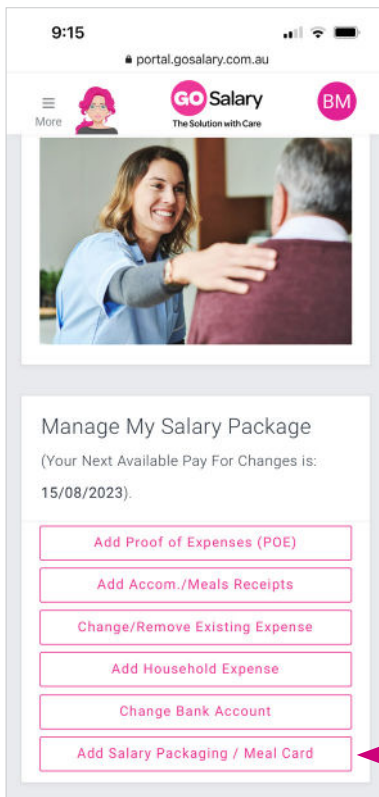 9:15
portal.gosalary.com.au
More
GO Salary
The Solution with Care
BM
Manage My Salary Package
(Your Next Available Pay For Changes is:
15/08/2023).
Add Proof of Expenses (POE)
Add Accom./Meals Receipts
Change/Remove Existing Expense
Add Household Expense
Change Bank Account
Add Salary Packaging / Meal Card